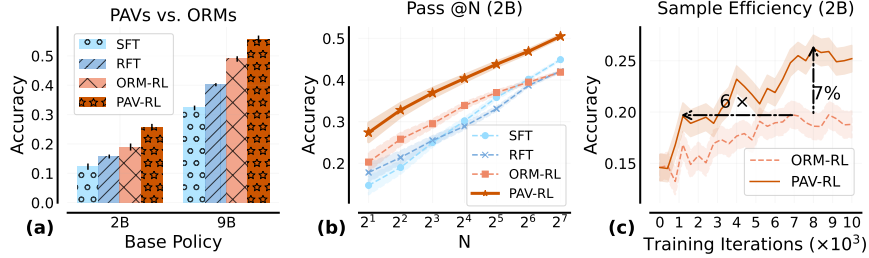 PAVs vs. ORMs
Accuracy
0.5
0.4
0.3
0.2
0.1
0.0
SFT
RFT
ORM-RL
PAV-RL
2B
9B
Base Policy
(a)
Pass @N (2B)
Accuracy
0.5
0.4
0.3
0.2
SFT
RFT
ORM-RL
PAV-RL
2¹ 2² 2³ 2⁴ 2⁵ 2⁶ 2⁷
N
(b)
Sample Efficiency (2B)
Accuracy
0.25
0.20
0.15
6 ×
7%
ORM-RL
PAV-RL
0 1 2 3 4 5 6 7 8 9 10
Training Iterations (×10³)
(c)